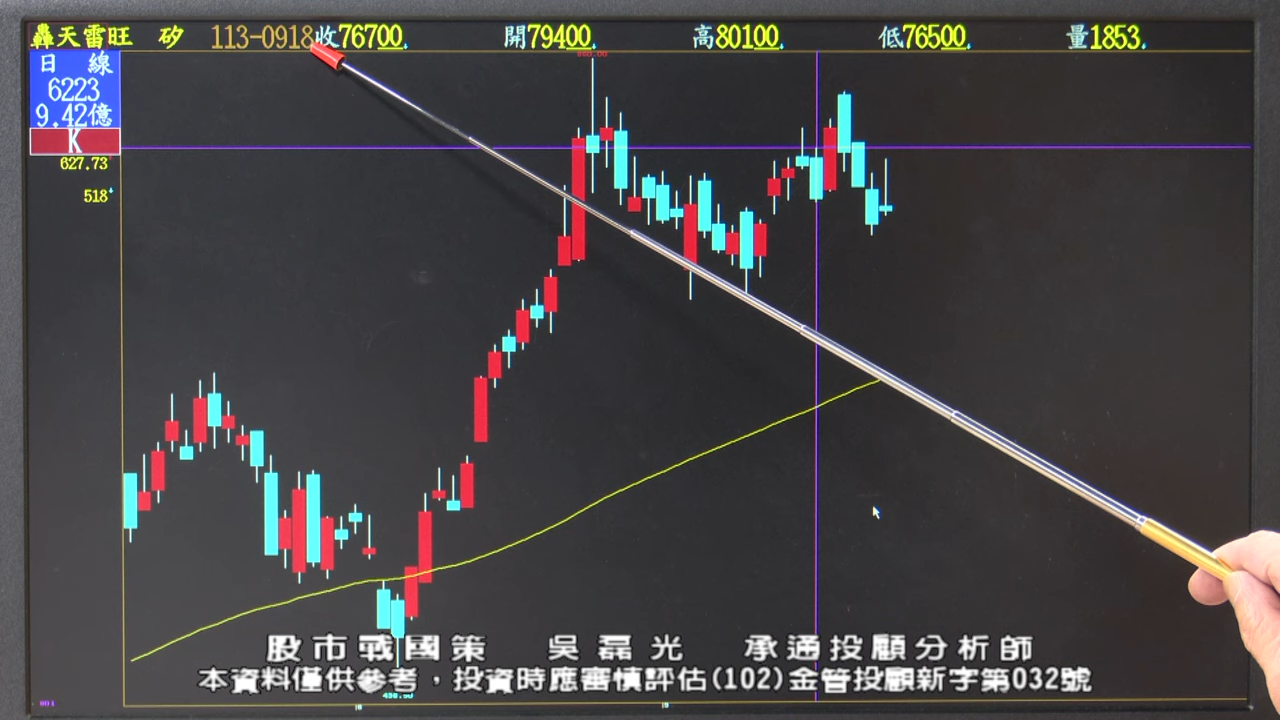 轟天雷旺 矽 113-0918收76700 開79400 高80100 低76500 量1853
日 線
6223
9.42億
K
627.73
518
股市戰國策 吳磊光 承通投顧分析師
本資料僅供參考，投資時應審慎評估(102)金管投顧新字第032號